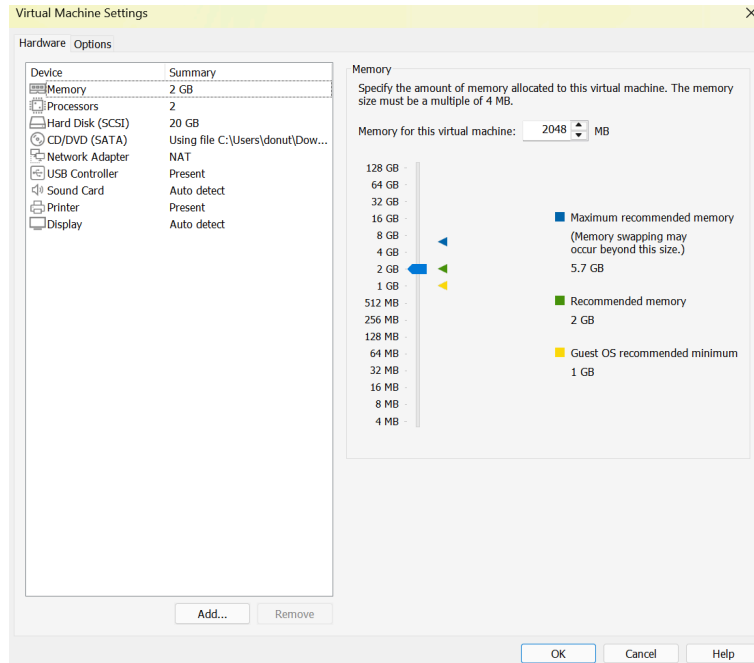 Virtual Machine Settings
Hardware Options
Device Summary
Memory 2 GB
Processors 2
Hard Disk (SCSI) 20 GB
CD/DVD (SATA) Using file C:\Users\donut\Dow...
Network Adapter NAT
USB Controller Present
Sound Card Auto detect
Printer Present
Display Auto detect
Add... Remove
Memory
Specify the amount of memory allocated to this virtual machine. The memory
size must be a multiple of 4 MB.
Memory for this virtual machine: 2048 MB
128 GB
64 GB
32 GB
16 GB
8 GB
4 GB
2 GB
1 GB
512 MB
256 MB
128 MB
64 MB
32 MB
16 MB
8 MB
4 MB
Maximum recommended memory
(Memory swapping may
occur beyond this size.)
5.7 GB
Recommended memory
2 GB
Guest OS recommended minimum
1 GB
OK Cancel Help